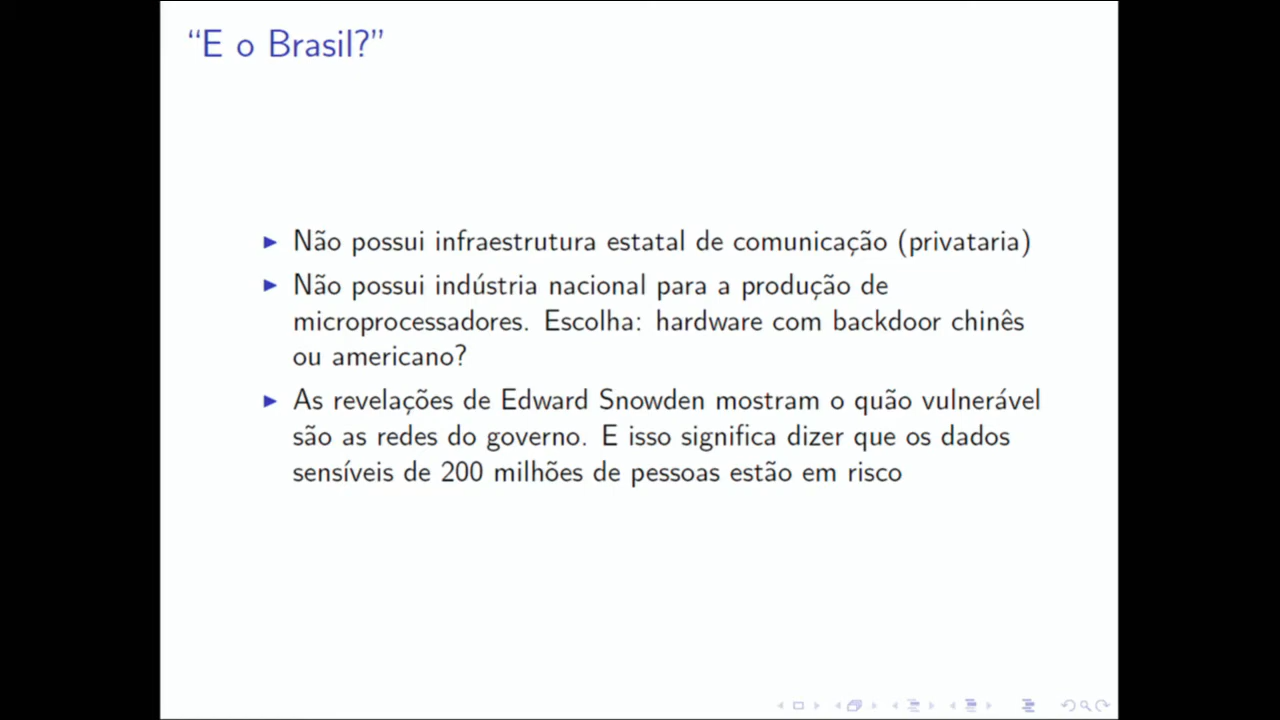 “E o Brasil?”
Não possui infraestrutura estatal de comunicação (privataria)
Não possui indústria nacional para a produção de
microprocessadores. Escolha: hardware com backdoor chinês
ou americano?
As revelações de Edward Snowden mostram o quão vulnerável
são as redes do governo. E isso significa dizer que os dados
sensíveis de 200 milhões de pessoas estão em risco